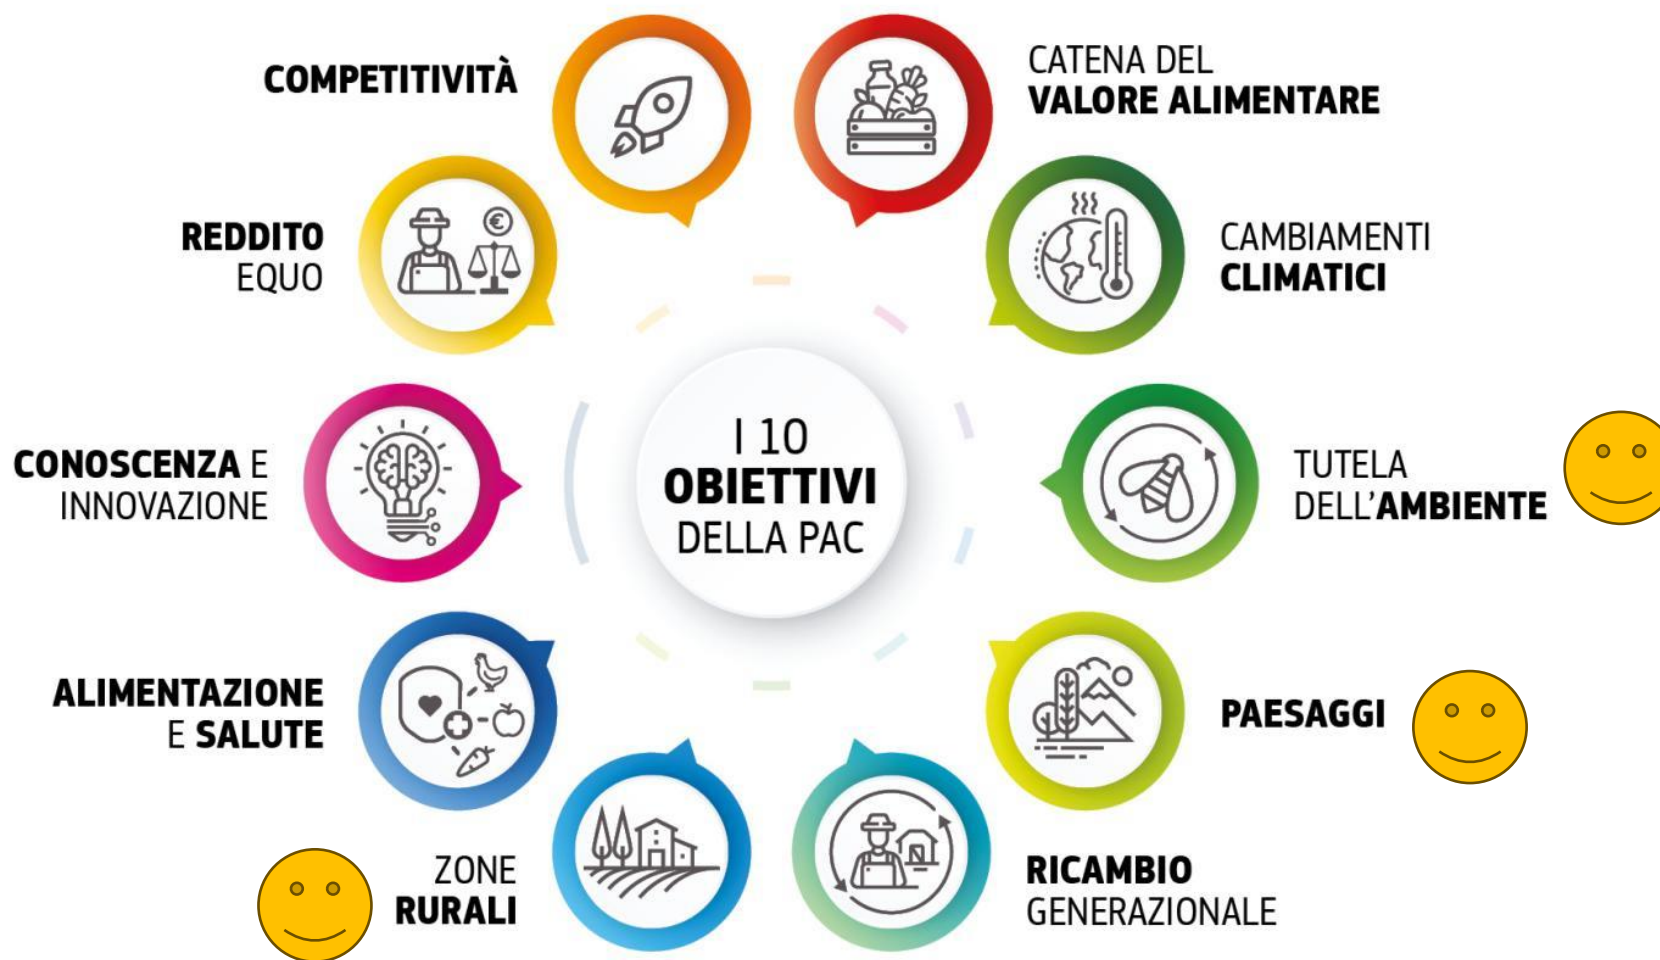 COMPETITIVITÀ
CATENA DEL
VALORE ALIMENTARE
REDDITO
EQUO
CAMBIAMENTI
CLIMATICI
CONOSCENZA E
INNOVAZIONE
I 10
OBIETTIVI
DELLA PAC
TUTELA
DELL'AMBIENTE
ALIMENTAZIONE
E SALUTE
PAESAGGI
ZONE
RURALI
RICAMBIO
GENERAZIONALE